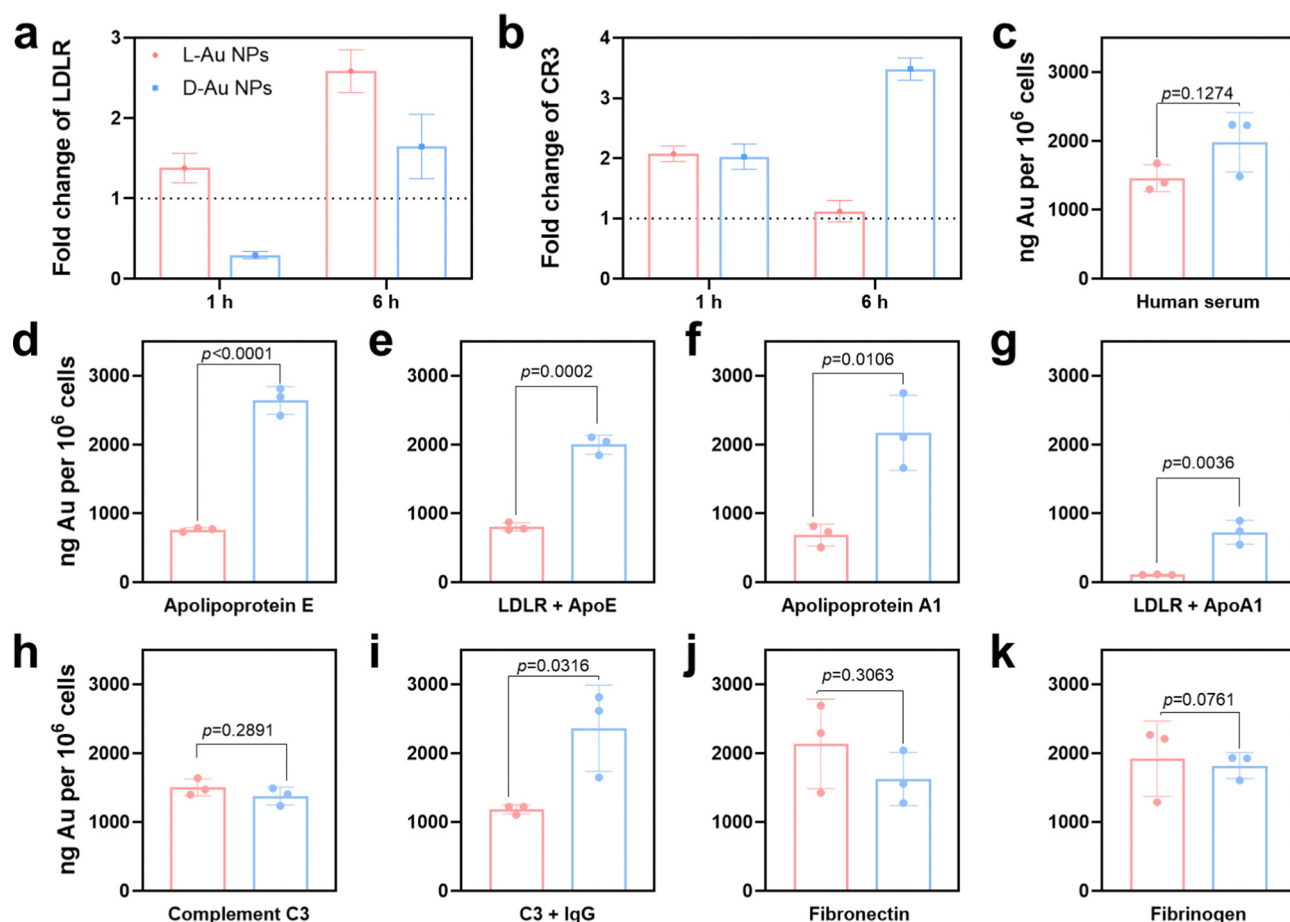 a
Fold change of LDLR
3
2
1
0
L-Au NPs
D-Au NPs
1 h
6 h
b
Fold change of CR3
4
3
2
1
0
1 h
6 h
c
ng Au per 10⁶ cells
3000
2000
1000
0
p=0.1274
Human serum
d
ng Au per 10⁶ cells
3000
2000
1000
0
p<0.0001
Apolipoprotein E
e
3000
2000
1000
0
p=0.0002
LDLR + ApoE
f
3000
2000
1000
0
p=0.0106
Apolipoprotein A1
g
3000
2000
1000
0
p=0.0036
LDLR + ApoA1
h
ng Au per 10⁶ cells
3000
2000
1000
0
p=0.2891
Complement C3
i
3000
2000
1000
0
p=0.0316
C3 + IgG
j
3000
2000
1000
0
p=0.3063
Fibronectin
k
3000
2000
1000
0
p=0.0761
Fibrinogen